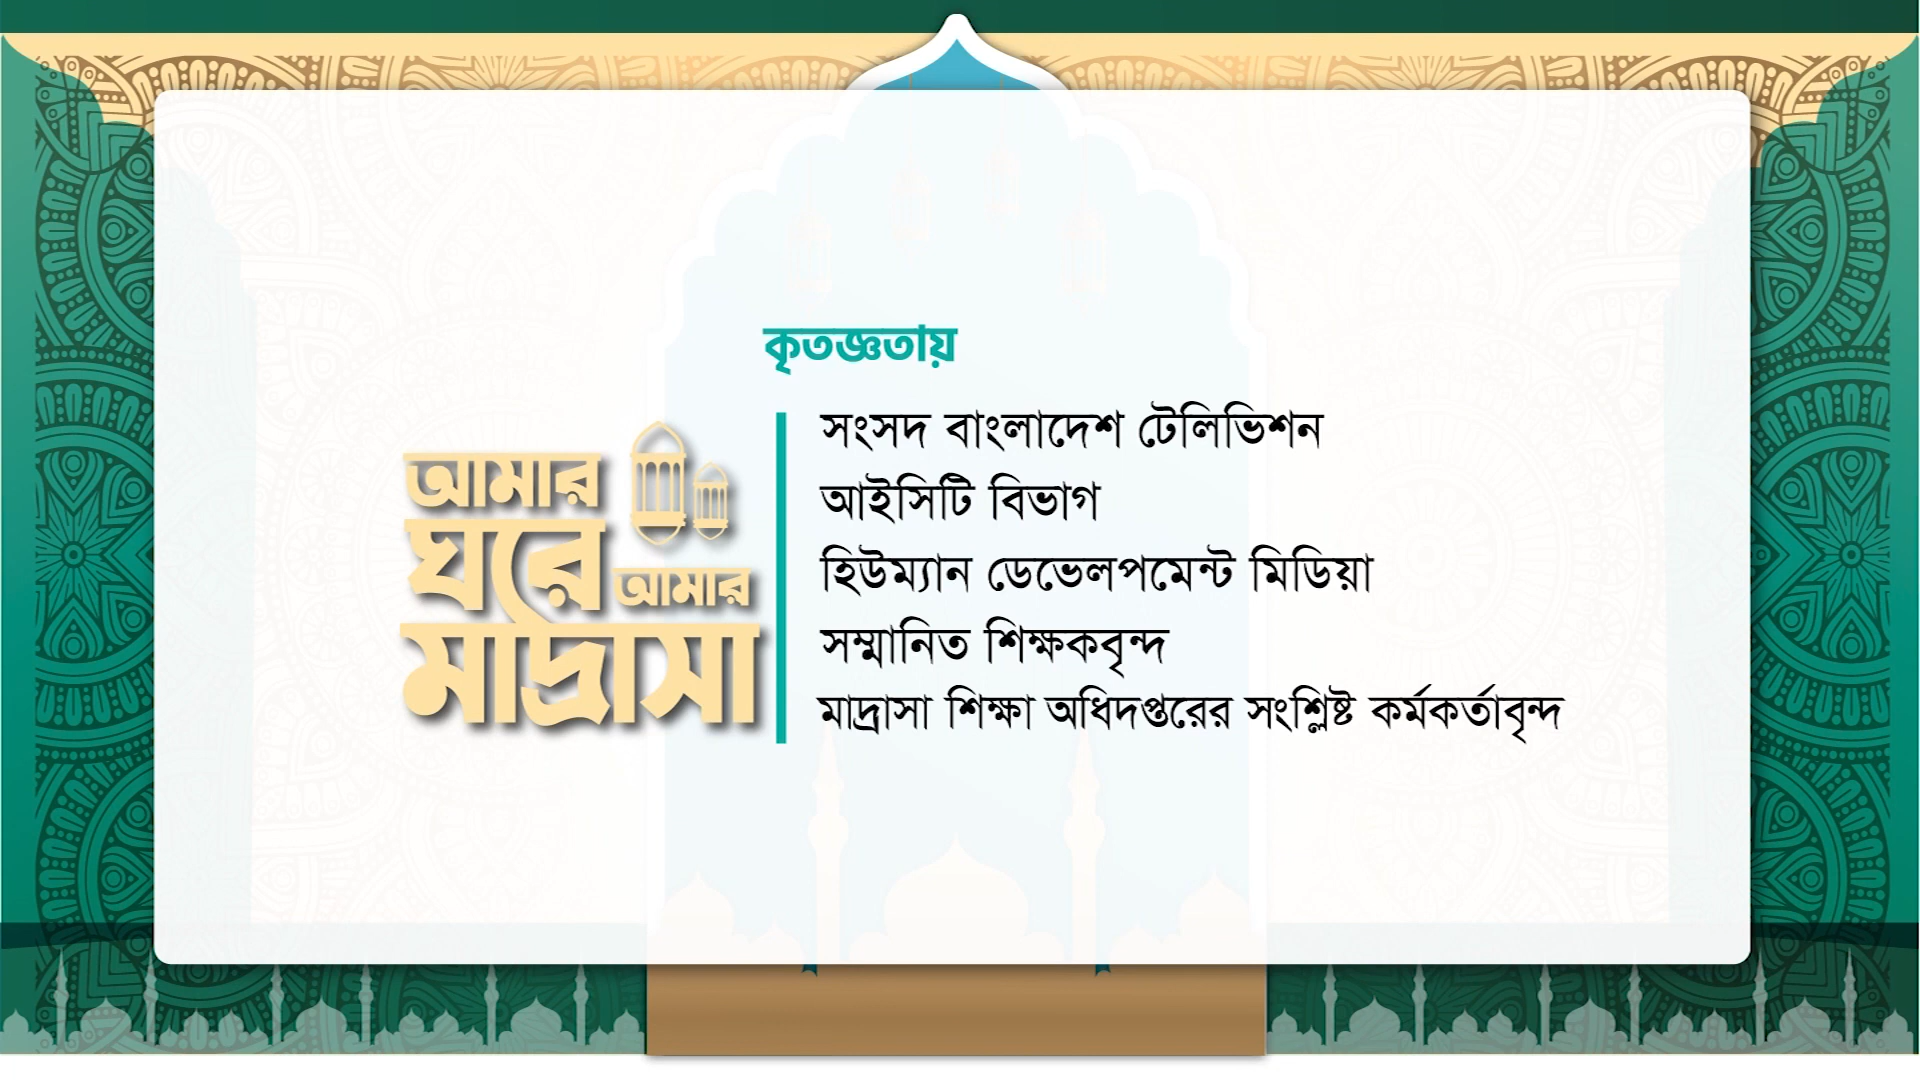 কৃতজ্ঞতায়
আমার
ঘরে আমার
মাদ্রাসা
সংসদ বাংলাদেশ টেলিভিশন
আইসিটি বিভাগ
হিউম্যান ডেভেলপমেন্ট মিডিয়া
সম্মানিত শিক্ষকবৃন্দ
মাদ্রাসা শিক্ষা অধিদপ্তরের সংশ্লিষ্ট কর্মকর্তাবৃন্দ